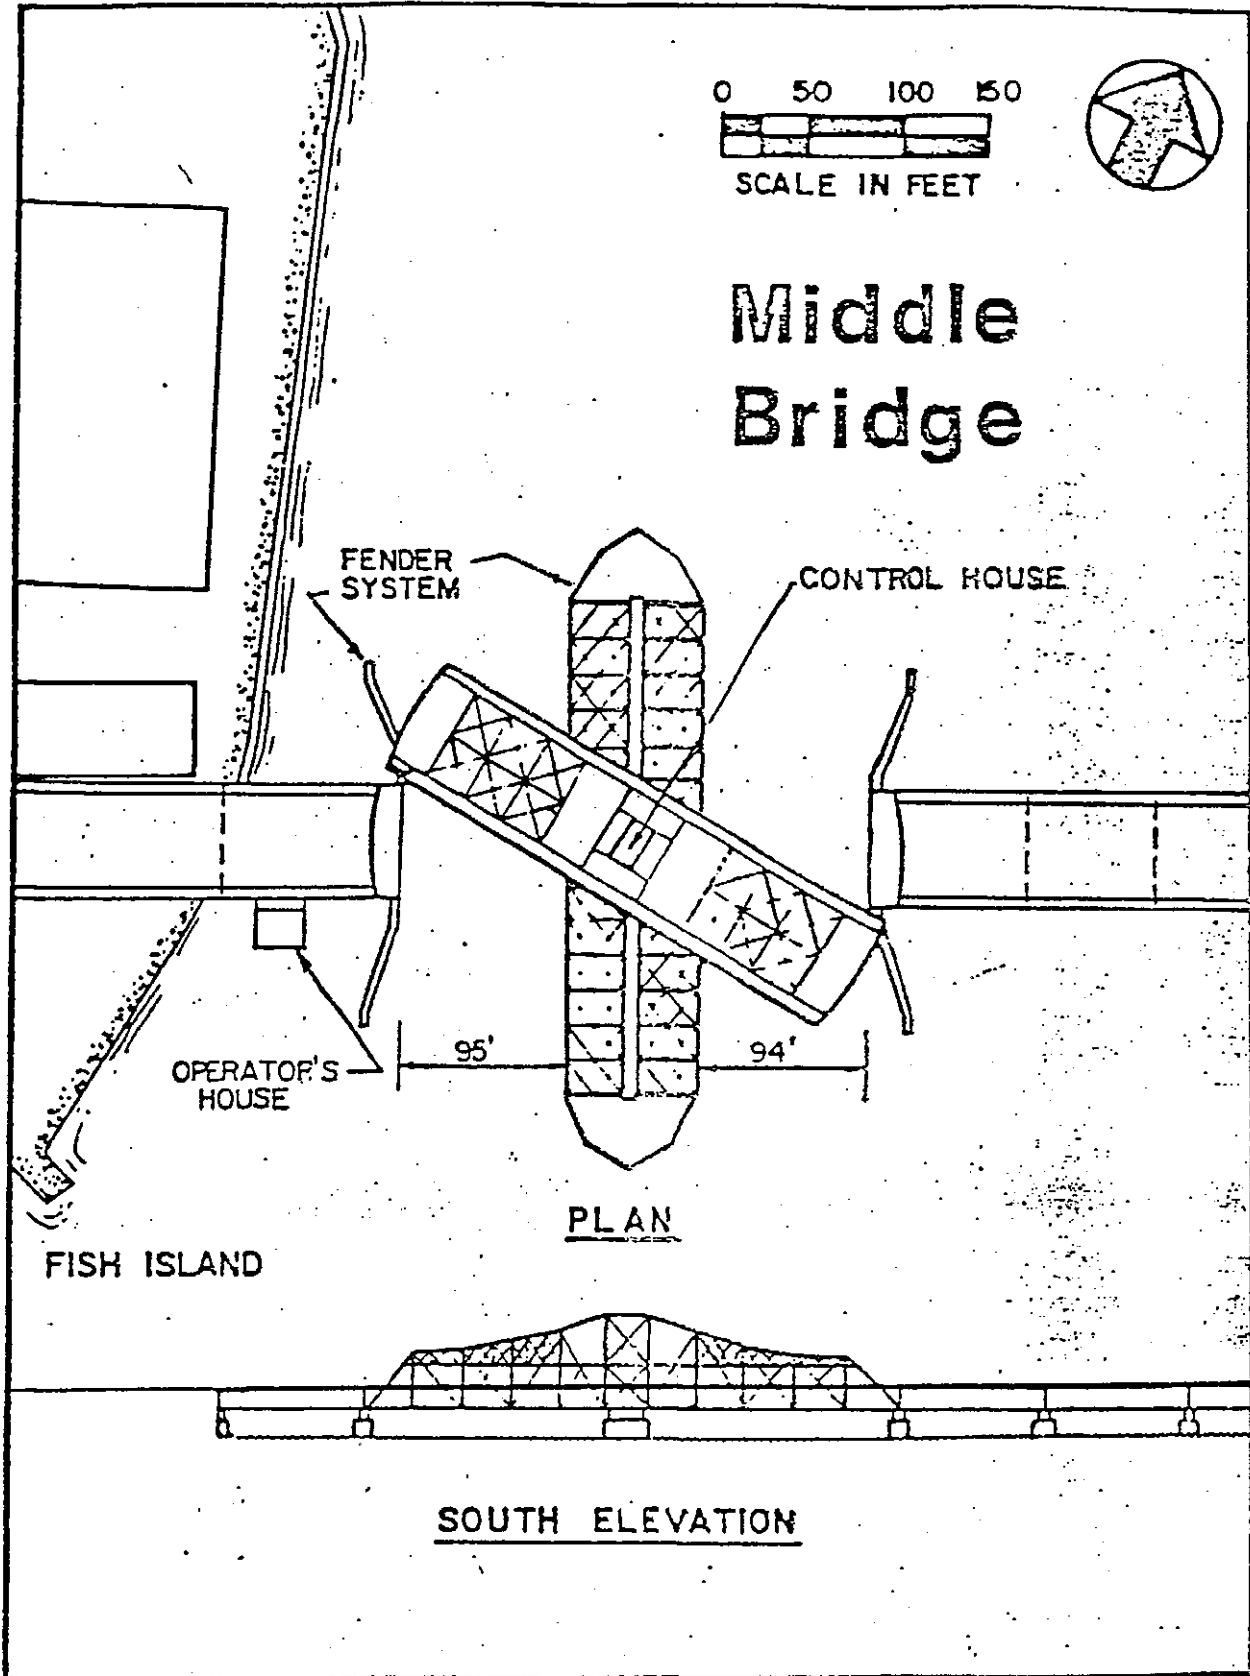 0 50 100 150
SCALE IN FEET
Middle
Bridge
FENDER
SYSTEM
CONTROL HOUSE
95'
94'
OPERATOR'S
HOUSE
PLAN
FISH ISLAND
SOUTH ELEVATION